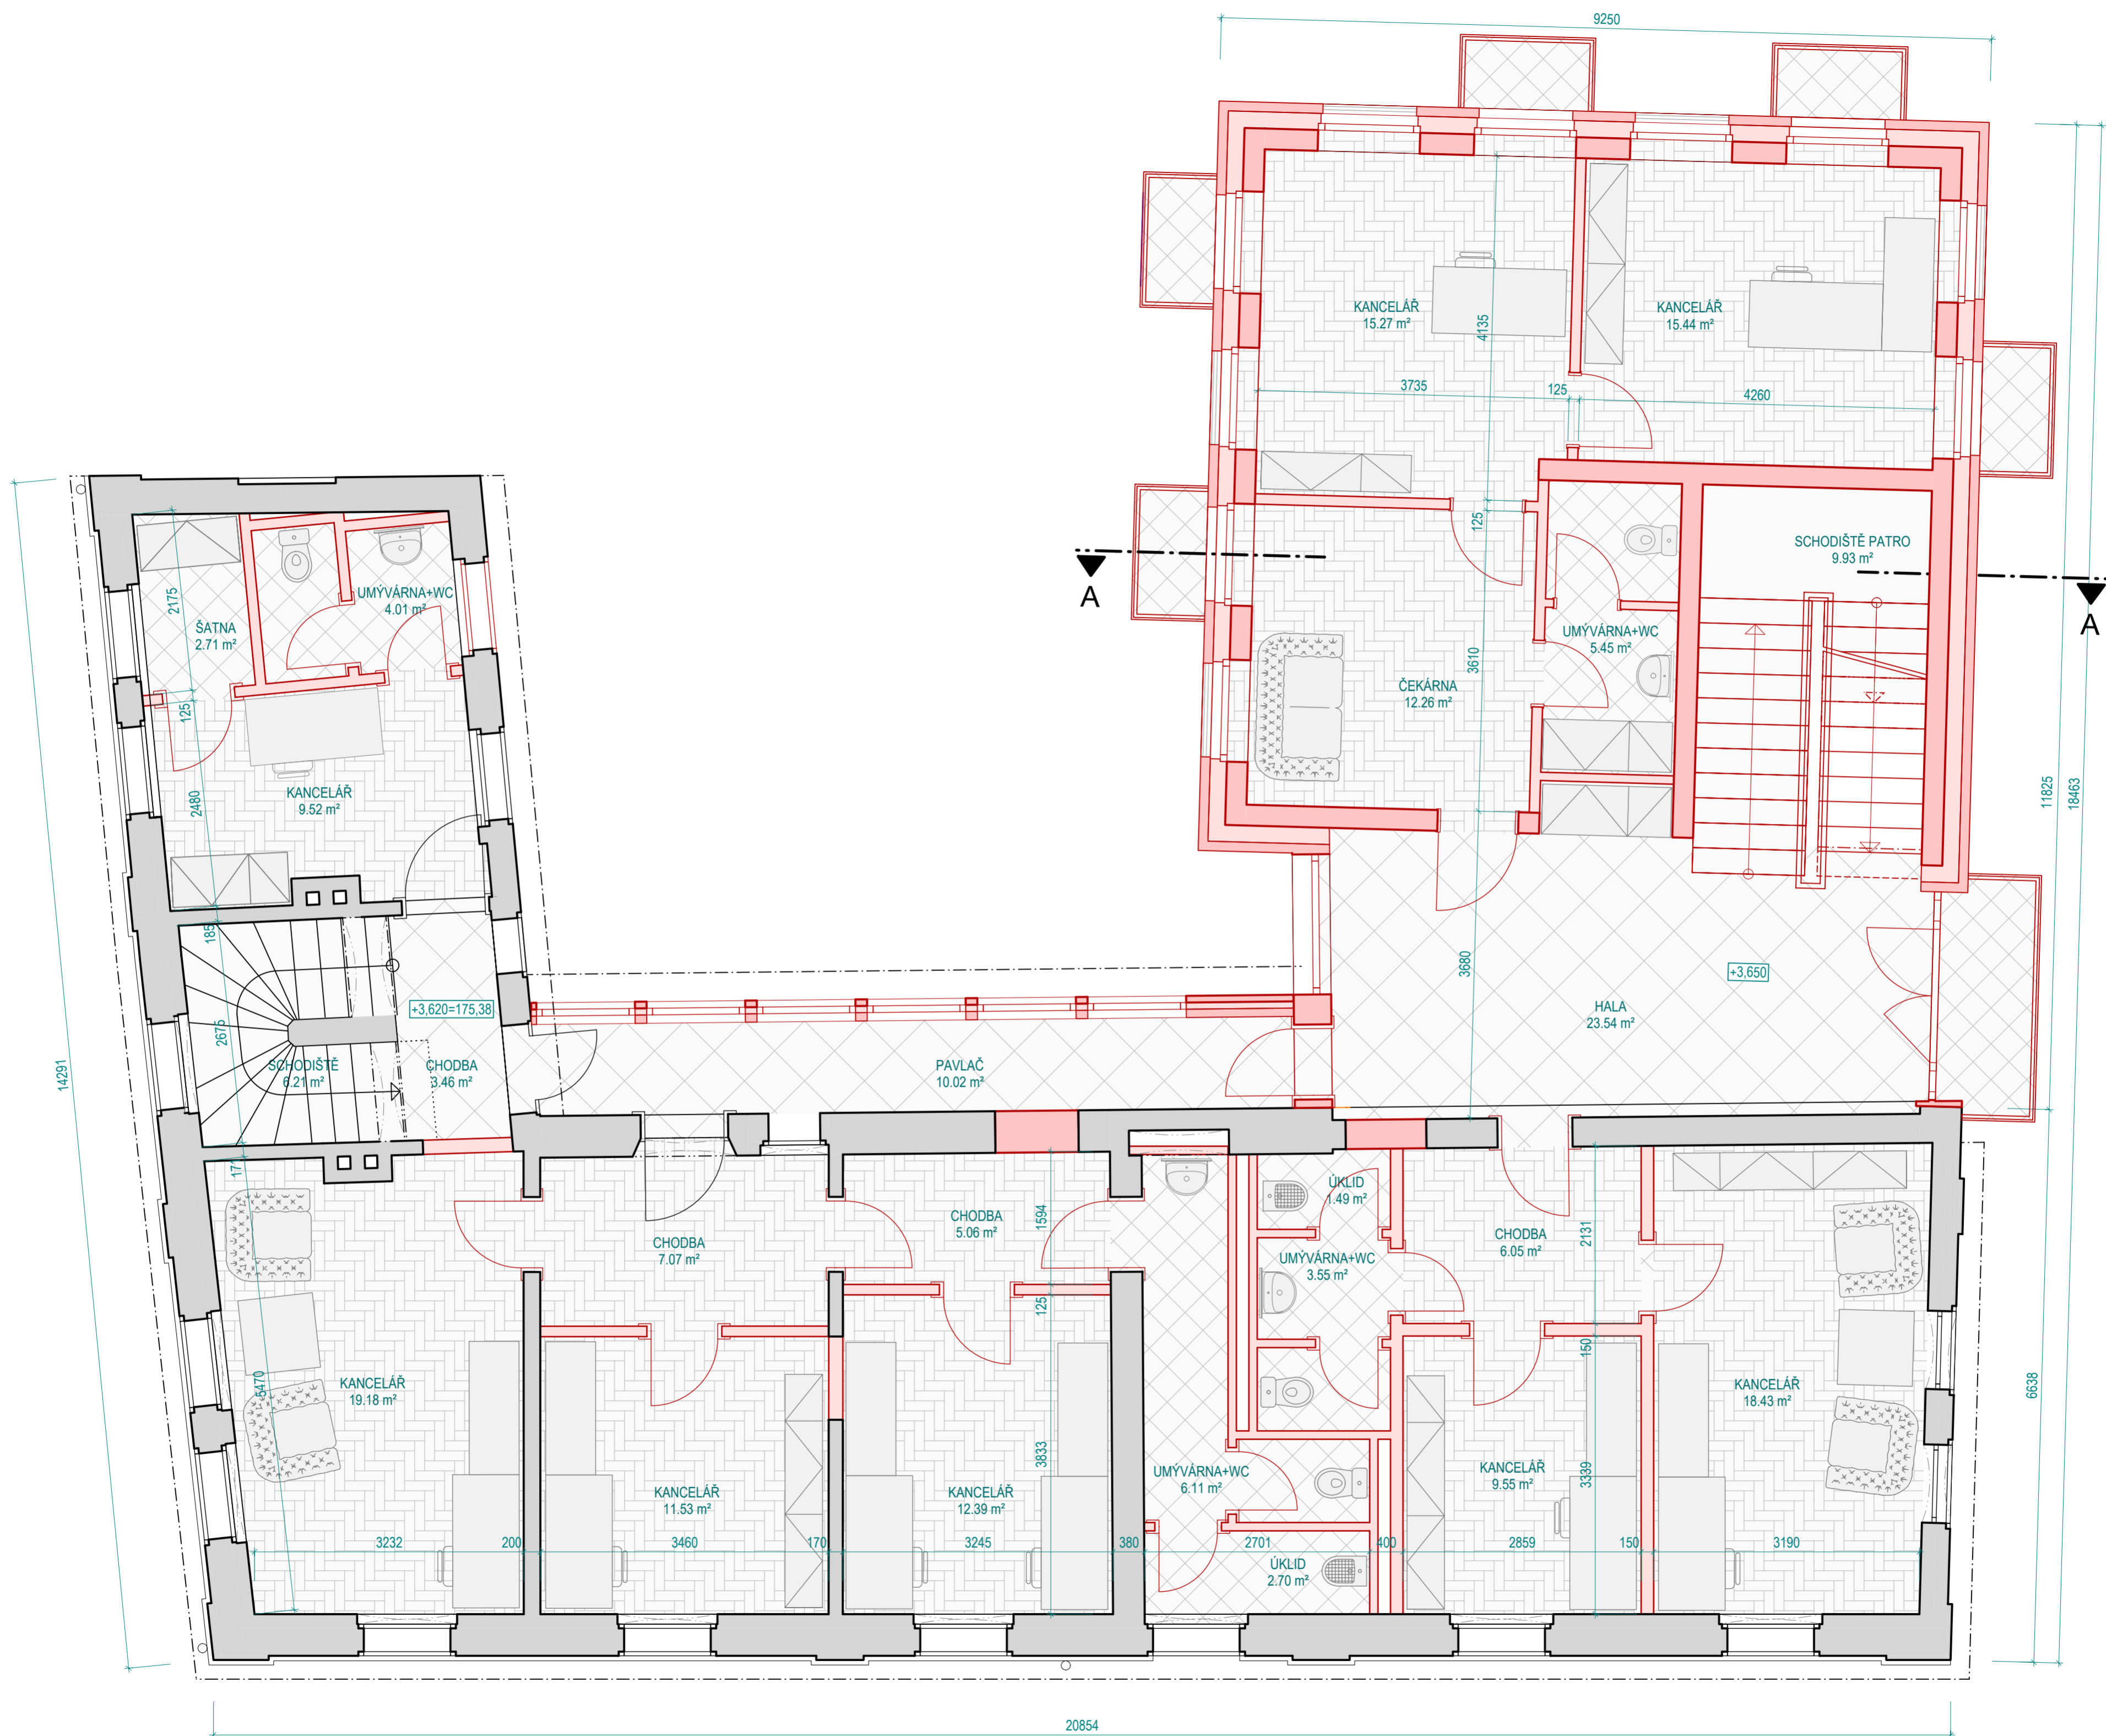 9250
KANCELÁŘ
15.27 m²
KANCELÁŘ
15.44 m²
4135
3735
125
4260
125
SCHODIŠTĚ PATRO
9.93 m²
A
A
UMÝVÁRNA+WC
4.01 m²
2175
ŠATNA
2.71 m²
UMÝVÁRNA+WC
5.45 m²
3610
ČEKÁRNA
12.26 m²
125
2480
KANCELÁŘ
9.52 m²
11825
18463
185
3680
+3,650
+3,620=175,38
HALA
23.54 m²
2675
14291
SCHODIŠTĚ
6.21 m²
CHODBA
3.46 m²
PAVLAČ
10.02 m²
171
ÚKLID
1.49 m²
CHODBA
5.06 m²
1594
CHODBA
7.07 m²
CHODBA
6.05 m²
2131
UMÝVÁRNA+WC
3.55 m²
125
150
5470
KANCELÁŘ
19.18 m²
KANCELÁŘ
18.43 m²
6638
3833
UMÝVÁRNA+WC
6.11 m²
KANCELÁŘ
9.55 m²
3339
KANCELÁŘ
11.53 m²
KANCELÁŘ
12.39 m²
3232
200
3460
170
3245
380
2701
400
2859
150
3190
ÚKLID
2.70 m²
20854